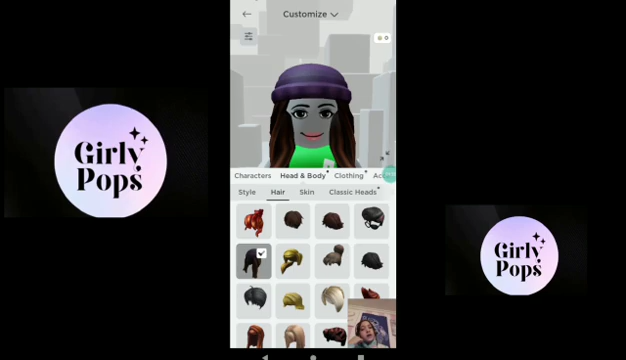 Customize
0
Girly
Pops
Characters Head & Body Clothing
Style Hair Skin Classic Heads
Girly
Pops